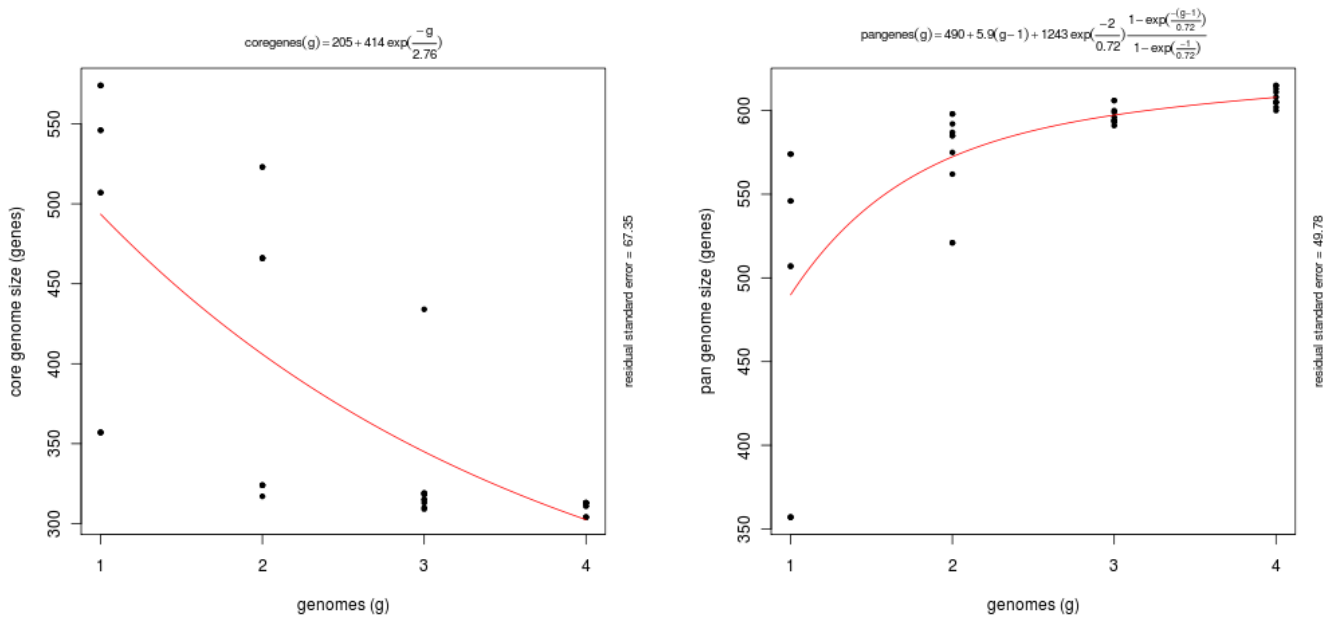 coregenes(g) = 205 + 414 exp(−g/2.76)
550
500
450
400
350
300
core genome size (genes)
1 2 3 4
genomes (g)
residual standard error = 67.35
pangenes(g) = 490 + 5.9(g−1) + 1243 exp(−2/0.72) (1−exp(−(g−1)/0.72))/(1−exp(−1/0.72))
600
550
500
450
400
350
pan genome size (genes)
1 2 3 4
genomes (g)
residual standard error = 49.78